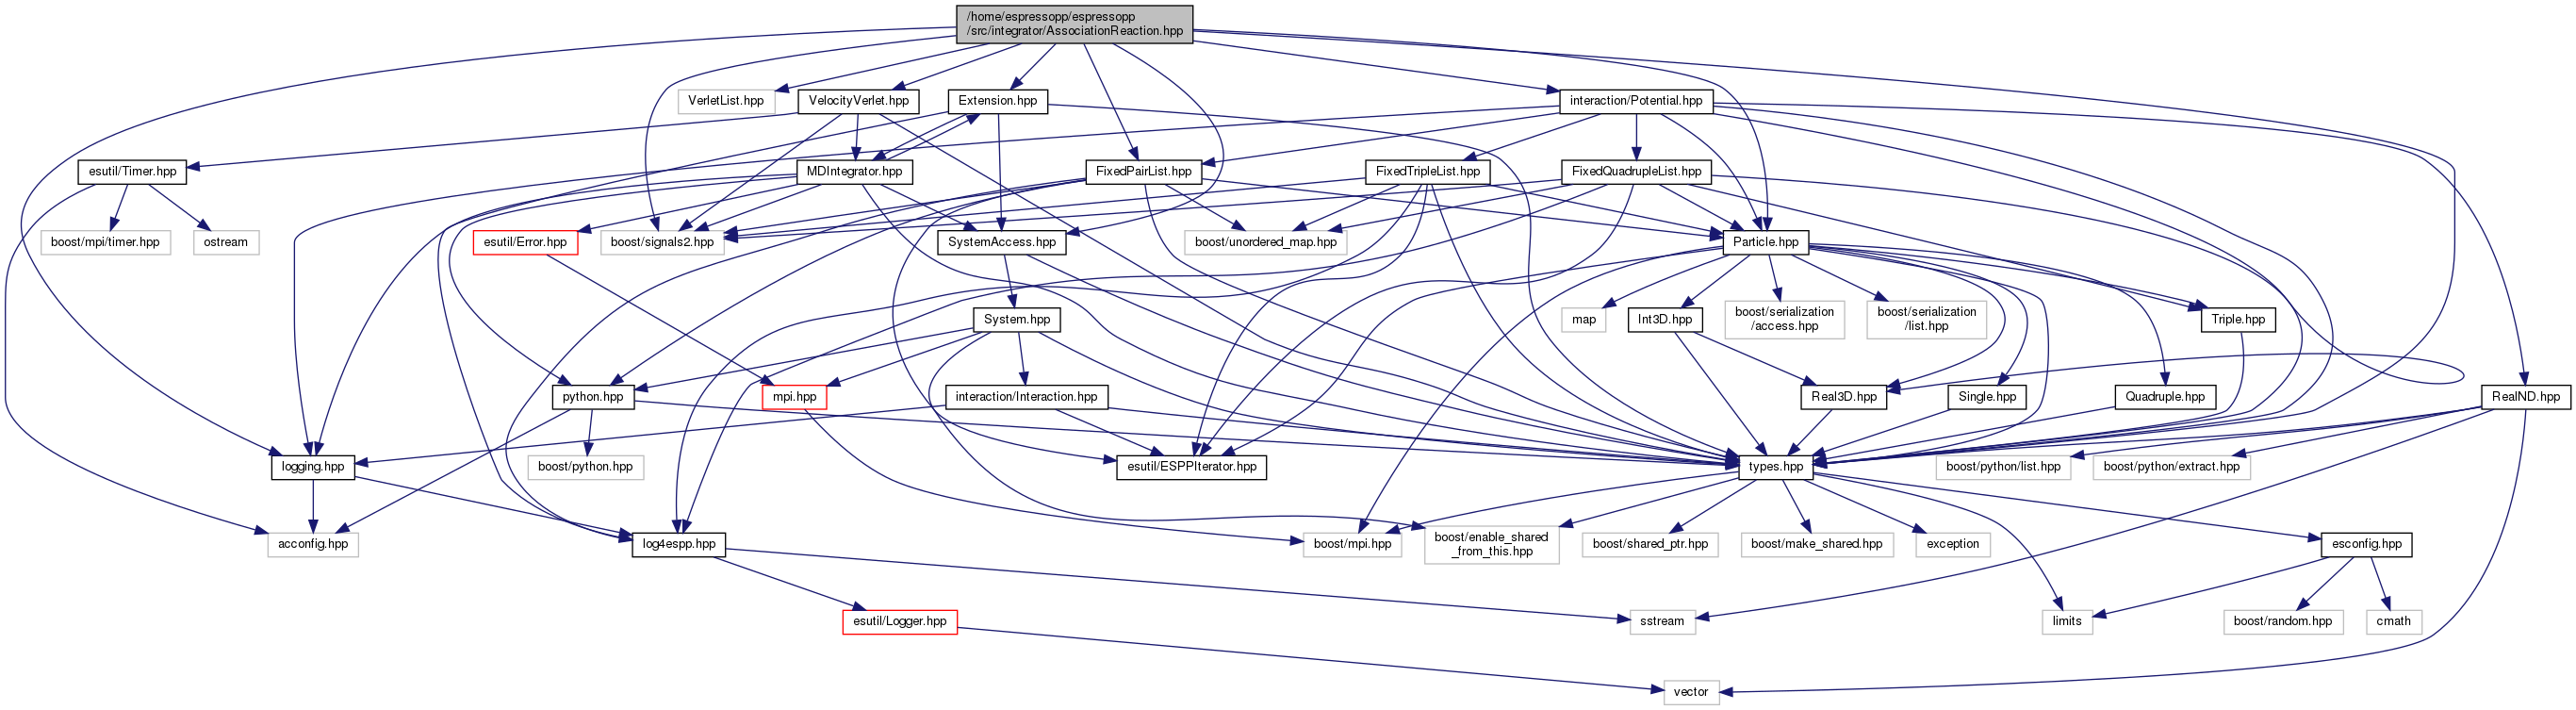 /home/espressopp/espressopp
/src/integrator/AssociationReaction.hpp
VerletList.hpp
VelocityVerlet.hpp
Extension.hpp
interaction/Potential.hpp
esutil/Timer.hpp
MDIntegrator.hpp
FixedPairList.hpp
FixedTripleList.hpp
FixedQuadrupleList.hpp
boost/mpi/timer.hpp
ostream
esutil/Error.hpp
boost/signals2.hpp
SystemAccess.hpp
boost/unordered_map.hpp
Particle.hpp
System.hpp
map
Int3D.hpp
boost/serialization
/access.hpp
boost/serialization
/list.hpp
Triple.hpp
python.hpp
mpi.hpp
interaction/Interaction.hpp
Real3D.hpp
Single.hpp
Quadruple.hpp
RealND.hpp
logging.hpp
boost/python.hpp
esutil/ESPPIterator.hpp
types.hpp
boost/python/list.hpp
boost/python/extract.hpp
acconfig.hpp
log4espp.hpp
boost/mpi.hpp
boost/enable_shared
_from_this.hpp
boost/shared_ptr.hpp
boost/make_shared.hpp
exception
esconfig.hpp
esutil/Logger.hpp
sstream
limits
boost/random.hpp
cmath
vector